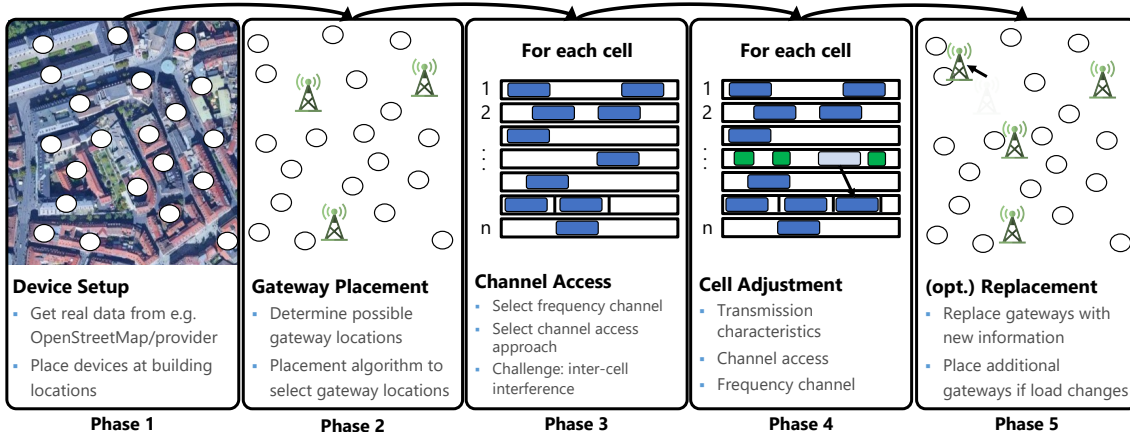 Device Setup
Get real data from e.g.
OpenStreetMap/provider
Place devices at building
locations
Phase 1
Gateway Placement
Determine possible
gateway locations
Placement algorithm to
select gateway locations
Phase 2
For each cell
1
2
⋮
n
Channel Access
Select frequency channel
Select channel access
approach
Challenge: inter-cell
interference
Phase 3
For each cell
1
2
⋮
n
Cell Adjustment
Transmission
characteristics
Channel access
Frequency channel
Phase 4
(opt.) Replacement
Replace gateways with
new information
Place additional
gateways if load changes
Phase 5